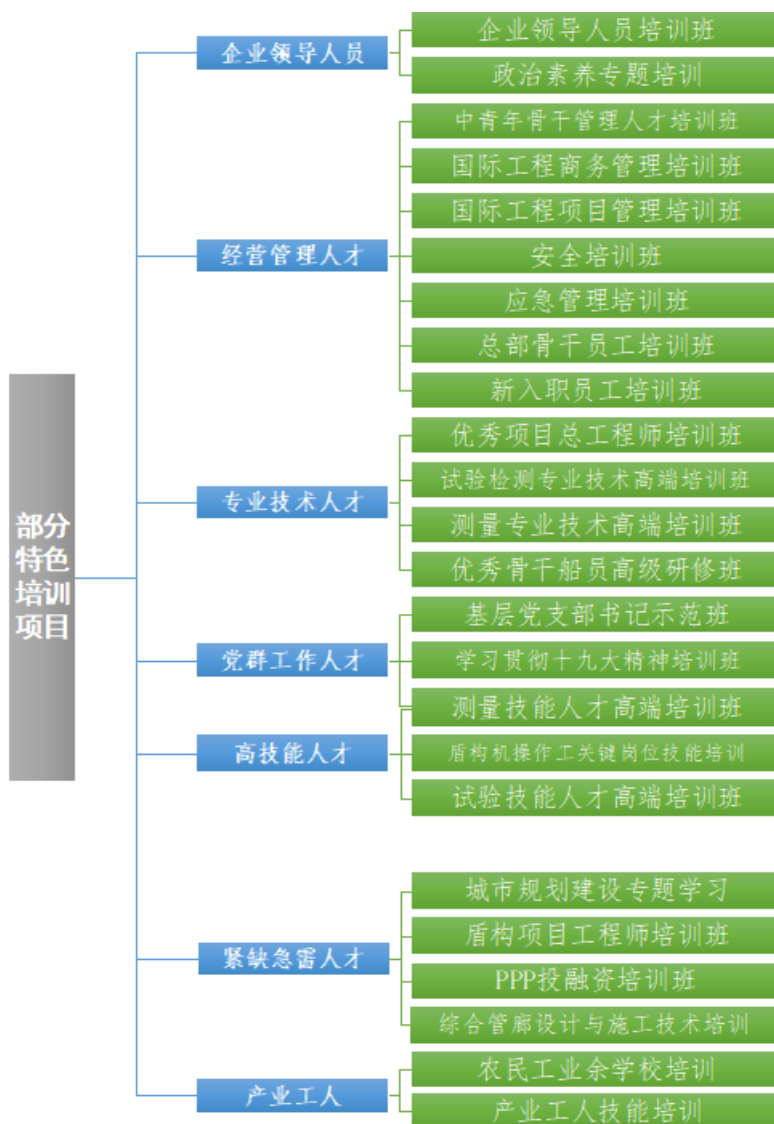 部分
特色
培训
项目
企业领导人员
企业领导人员培训班
政治素养专题培训
经营管理人才
中青年骨干管理人才培训班
国际工程商务管理培训班
国际工程项目管理培训班
安全培训班
应急管理培训班
总部骨干员工培训班
新入职员工培训班
专业技术人才
优秀项目总工程师培训班
试验检测专业技术高端培训班
测量专业技术高端培训班
优秀骨干船员高级研修班
党群工作人才
基层党支部书记示范班
学习贯彻十九大精神培训班
高技能人才
测量技能人才高端培训班
盾构机操作工关键岗位技能培训
试验技能人才高端培训班
紧缺急需人才
城市规划建设专题学习
盾构项目工程师培训班
PPP投融资培训班
综合管廊设计与施工技术培训
产业工人
农民工业余学校培训
产业工人技能培训